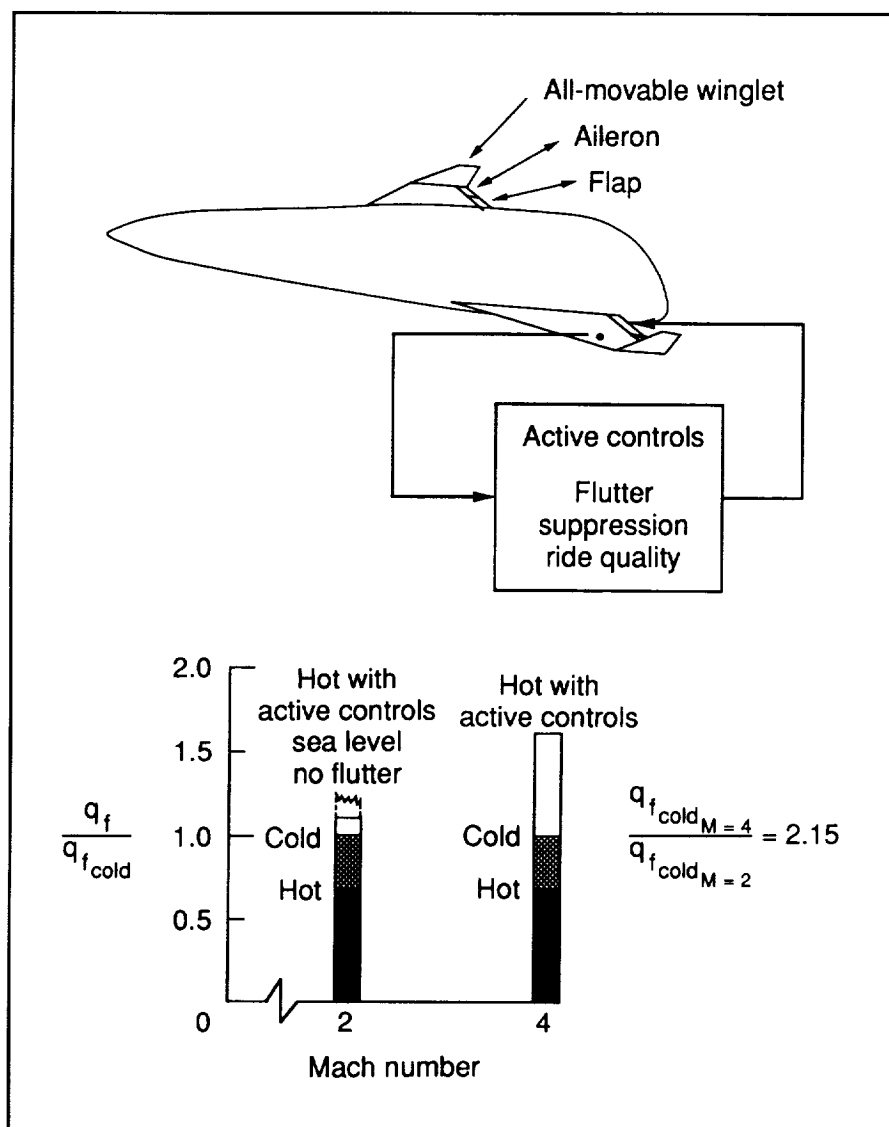 All-movable winglet
Aileron
Flap
Active controls
Flutter
suppression
ride quality
2.0
1.5
1.0
0.5
0
q_f
q_f_cold
Hot with
active controls
sea level
no flutter
Cold
Hot
Hot with
active controls
Cold
Hot
q_f_cold_M = 4
q_f_cold_M = 2
= 2.15
2
4
Mach number